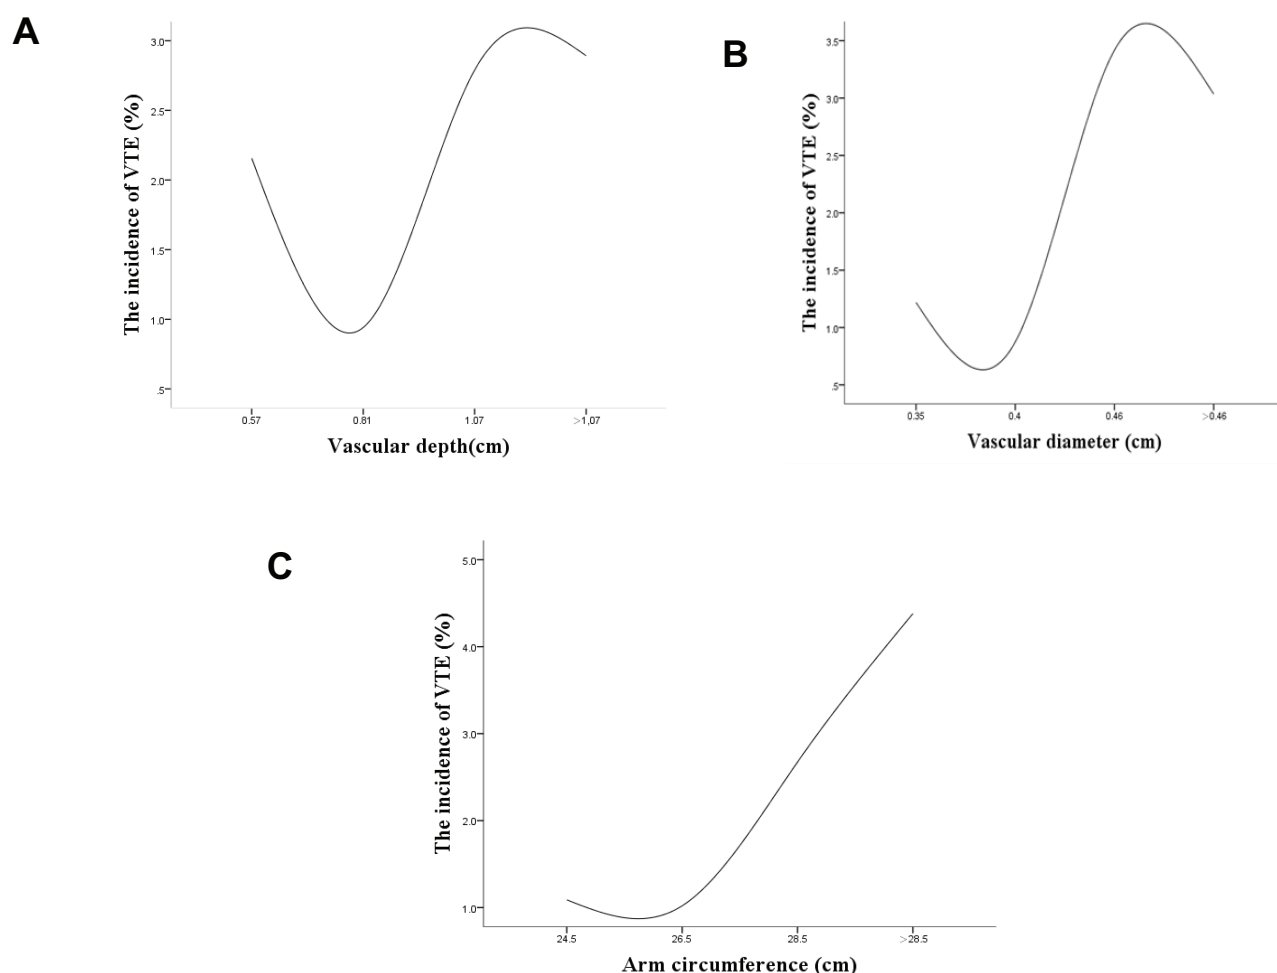 A
The incidence of VTE (%)
3.0
2.5
2.0
1.5
1.0
.5
0.57 0.81 1.07 >1,07
Vascular depth(cm)
B
The incidence of VTE (%)
3.5
3.0
2.5
2.0
1.5
1.0
.5
0.35 0.4 0.46 >0.46
Vascular diameter (cm)
C
The incidence of VTE (%)
5.0
4.0
3.0
2.0
1.0
24.5 26.5 28.5 >28.5
Arm circumference (cm)